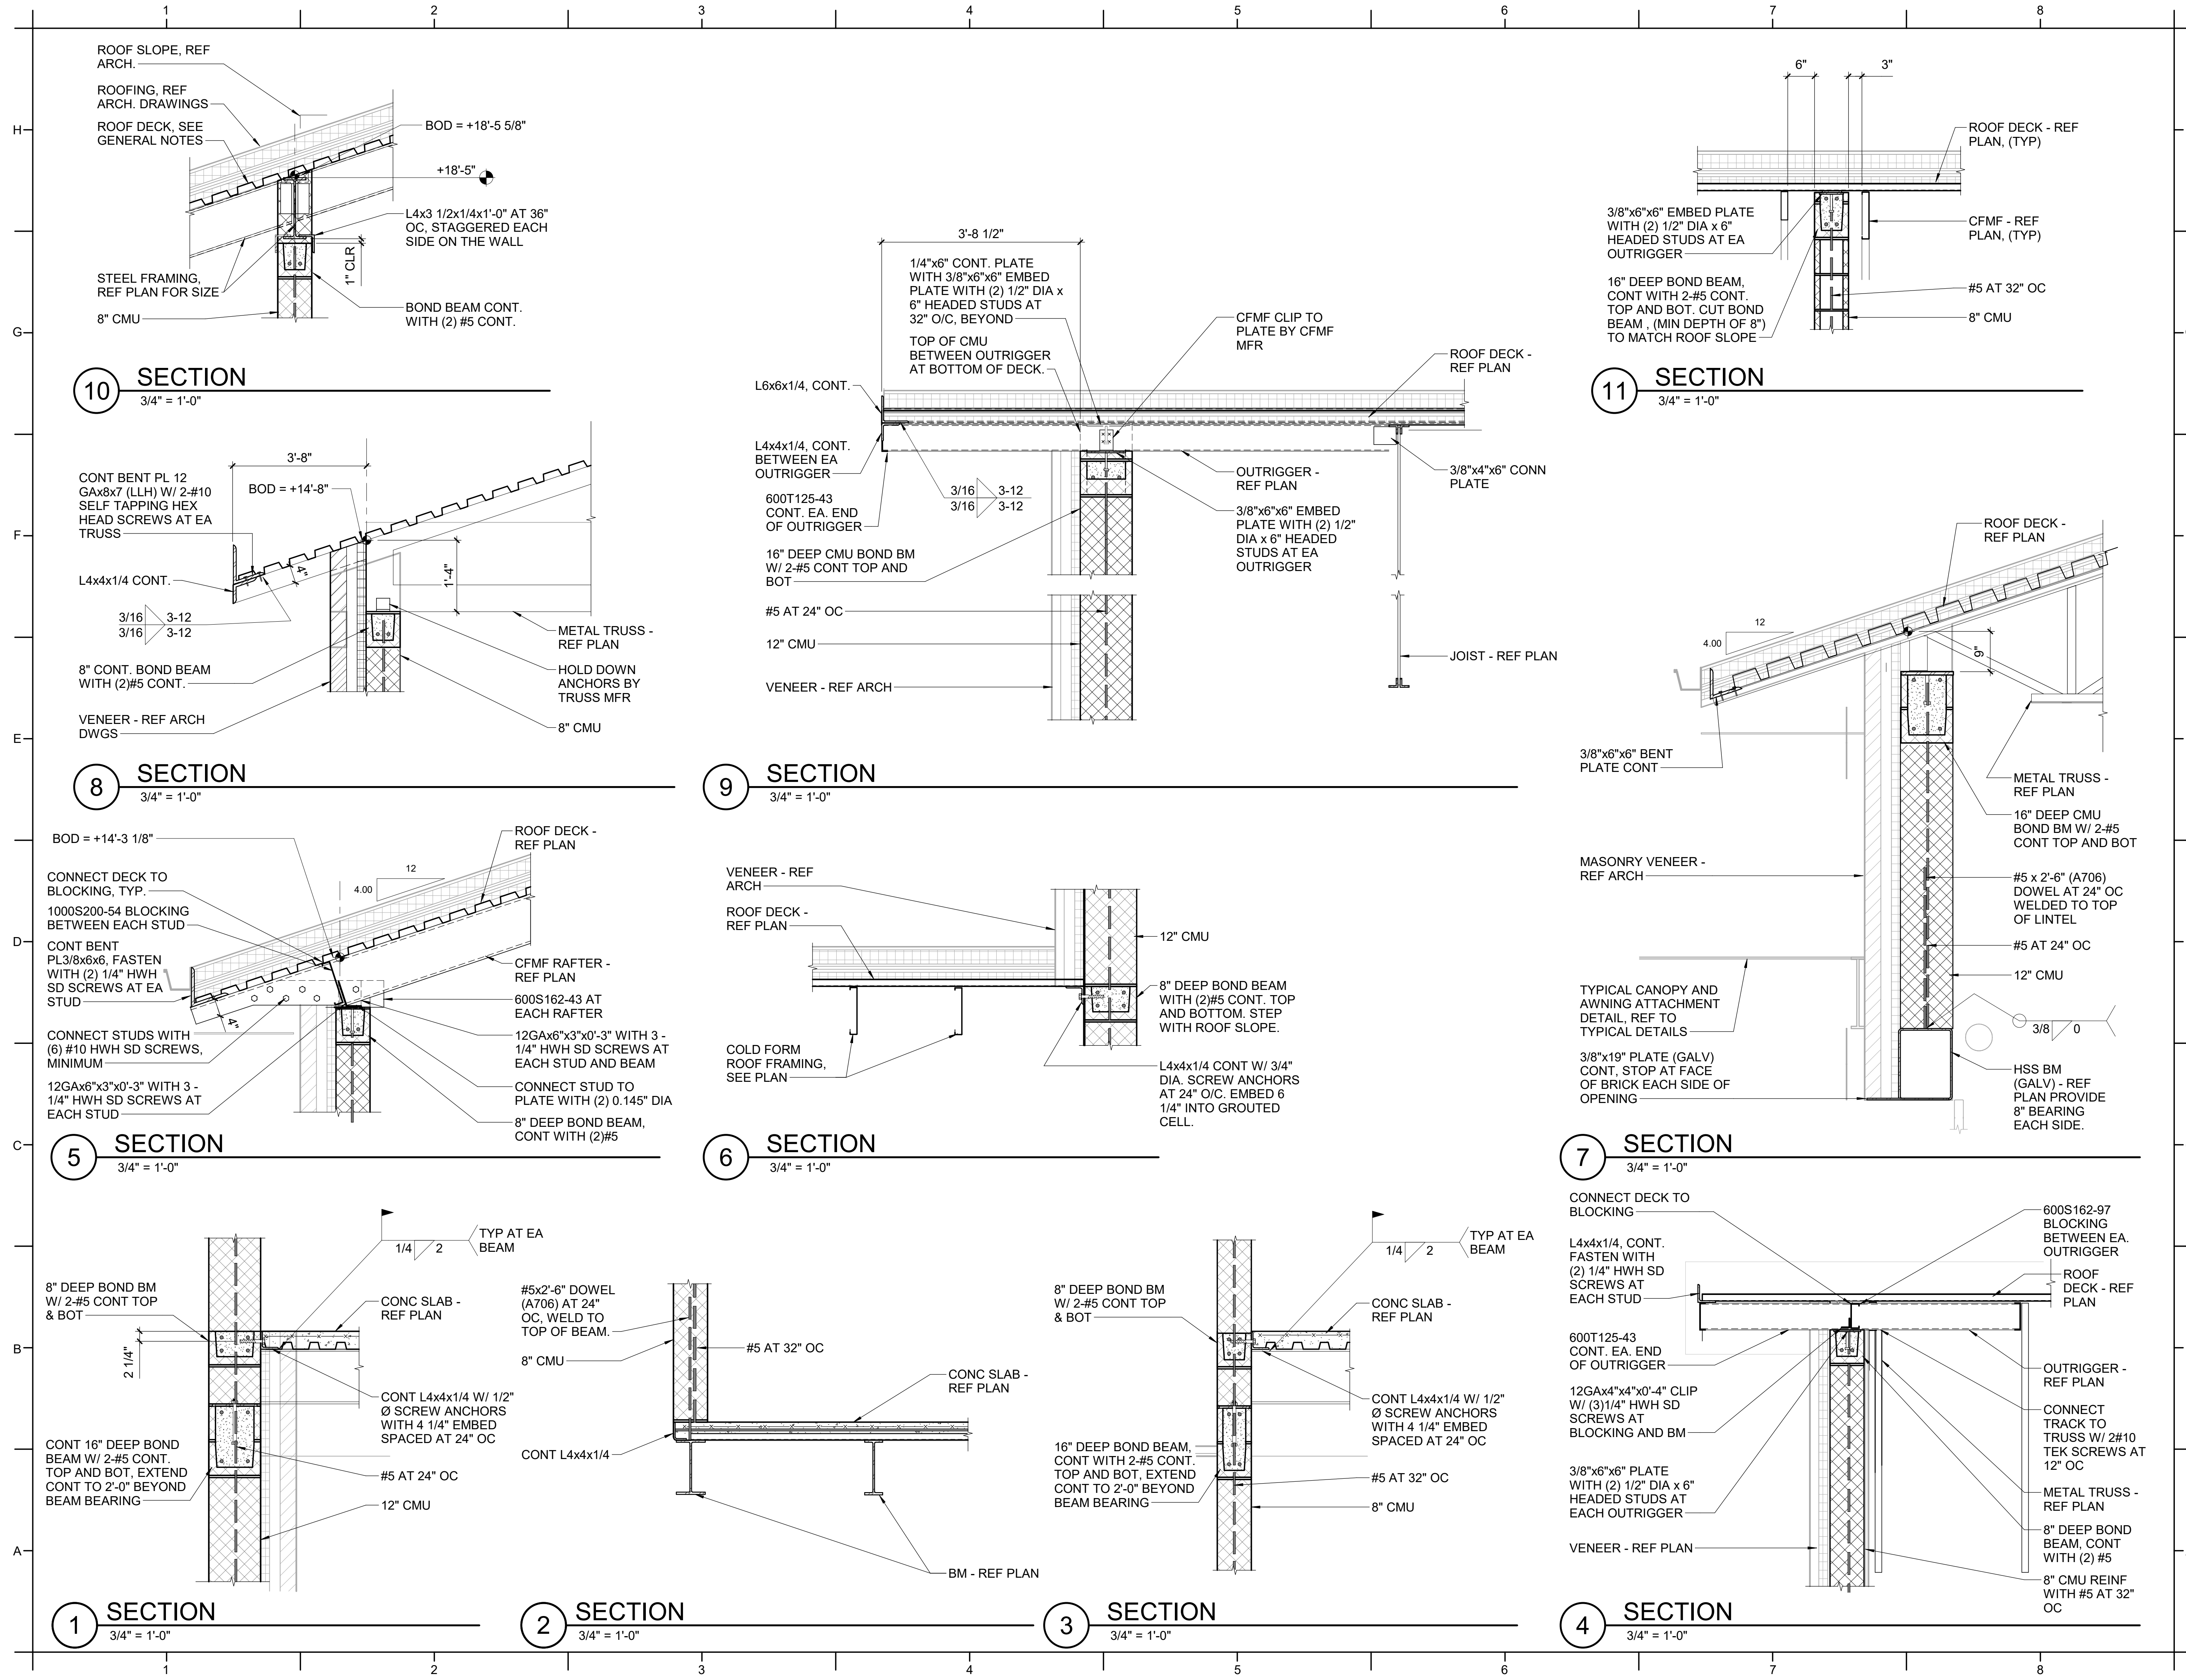 1 2 3 4 5 6 7 8
H
G
F
E
D
C
B
A
ROOF SLOPE, REF
ARCH.
ROOFING, REF
ARCH. DRAWINGS
ROOF DECK, SEE
GENERAL NOTES
BOD = +18'-5 5/8"
+18'-5"
L4x3 1/2x1/4x1'-0" AT 36"
OC, STAGGERED EACH
SIDE ON THE WALL
1" CLR
STEEL FRAMING,
REF PLAN FOR SIZE
8" CMU
BOND BEAM CONT.
WITH (2) #5 CONT.
10
SECTION
3/4" = 1'-0"
3'-8 1/2"
1/4"x6" CONT. PLATE
WITH 3/8"x6"x6" EMBED
PLATE WITH (2) 1/2" DIA x
6" HEADED STUDS AT
32" O/C, BEYOND
TOP OF CMU
BETWEEN OUTRIGGER
AT BOTTOM OF DECK.
CFMF CLIP TO
PLATE BY CFMF
MFR
ROOF DECK -
REF PLAN
L6x6x1/4, CONT.
L4x4x1/4, CONT.
BETWEEN EA
OUTRIGGER
600T125-43
CONT. EA. END
OF OUTRIGGER
3/16 3-12
3/16 3-12
16" DEEP CMU BOND BM
W/ 2-#5 CONT TOP AND
BOT
#5 AT 24" OC
12" CMU
VENEER - REF ARCH
OUTRIGGER -
REF PLAN
3/8"x6"x6" EMBED
PLATE WITH (2) 1/2"
DIA x 6" HEADED
STUDS AT EA
OUTRIGGER
3/8"x4"x6" CONN
PLATE
JOIST - REF PLAN
9
SECTION
3/4" = 1'-0"
6"
3"
ROOF DECK - REF
PLAN, (TYP)
3/8"x6"x6" EMBED PLATE
WITH (2) 1/2" DIA x 6"
HEADED STUDS AT EA
OUTRIGGER
CFMF - REF
PLAN, (TYP)
16" DEEP BOND BEAM,
CONT WITH 2-#5 CONT.
TOP AND BOT. CUT BOND
BEAM , (MIN DEPTH OF 8")
TO MATCH ROOF SLOPE
#5 AT 32" OC
8" CMU
11
SECTION
3/4" = 1'-0"
3'-8"
CONT BENT PL 12
GAx8x7 (LLH) W/ 2-#10
SELF TAPPING HEX
HEAD SCREWS AT EA
TRUSS
BOD = +14'-8"
4"
1'-4"
L4x4x1/4 CONT.
3/16 3-12
3/16 3-12
8" CONT. BOND BEAM
WITH (2)#5 CONT.
VENEER - REF ARCH
DWGS
METAL TRUSS -
REF PLAN
HOLD DOWN
ANCHORS BY
TRUSS MFR
8" CMU
8
SECTION
3/4" = 1'-0"
BOD = +14'-3 1/8"
CONNECT DECK TO
BLOCKING, TYP.
1000S200-54 BLOCKING
BETWEEN EACH STUD
CONT BENT
PL3/8x6x6, FASTEN
WITH (2) 1/4" HWH
SD SCREWS AT EA
STUD
CONNECT STUDS WITH
(6) #10 HWH SD SCREWS,
MINIMUM
12GAx6"x3"x0'-3" WITH 3 -
1/4" HWH SD SCREWS AT
EACH STUD
12
4.00
4"
ROOF DECK -
REF PLAN
CFMF RAFTER -
REF PLAN
600S162-43 AT
EACH RAFTER
12GAx6"x3"x0'-3" WITH 3 -
1/4" HWH SD SCREWS AT
EACH STUD AND BEAM
CONNECT STUD TO
PLATE WITH (2) 0.145" DIA
8" DEEP BOND BEAM,
CONT WITH (2)#5
5
SECTION
3/4" = 1'-0"
VENEER - REF
ARCH
ROOF DECK -
REF PLAN
COLD FORM
ROOF FRAMING,
SEE PLAN
12" CMU
8" DEEP BOND BEAM
WITH (2)#5 CONT. TOP
AND BOTTOM. STEP
WITH ROOF SLOPE.
L4x4x1/4 CONT W/ 3/4"
DIA. SCREW ANCHORS
AT 24" O/C. EMBED 6
1/4" INTO GROUTED
CELL.
6
SECTION
3/4" = 1'-0"
ROOF DECK -
REF PLAN
12
4.00
9"
3/8"x6"x6" BENT
PLATE CONT
METAL TRUSS -
REF PLAN
16" DEEP CMU
BOND BM W/ 2-#5
CONT TOP AND BOT
MASONRY VENEER -
REF ARCH
#5 x 2'-6" (A706)
DOWEL AT 24" OC
WELDED TO TOP
OF LINTEL
#5 AT 24" OC
12" CMU
TYPICAL CANOPY AND
AWNING ATTACHMENT
DETAIL, REF TO
TYPICAL DETAILS
3/8 0
3/8"x19" PLATE (GALV)
CONT, STOP AT FACE
OF BRICK EACH SIDE OF
OPENING
HSS BM
(GALV) - REF
PLAN PROVIDE
8" BEARING
EACH SIDE.
7
SECTION
3/4" = 1'-0"
1/4 2
TYP AT EA
BEAM
8" DEEP BOND BM
W/ 2-#5 CONT TOP
& BOT
2 1/4"
CONC SLAB -
REF PLAN
CONT L4x4x1/4 W/ 1/2"
Ø SCREW ANCHORS
WITH 4 1/4" EMBED
SPACED AT 24" OC
CONT 16" DEEP BOND
BEAM W/ 2-#5 CONT.
TOP AND BOT, EXTEND
CONT TO 2'-0" BEYOND
BEAM BEARING
#5 AT 24" OC
12" CMU
1
SECTION
3/4" = 1'-0"
#5x2'-6" DOWEL
(A706) AT 24"
OC, WELD TO
TOP OF BEAM.
8" CMU
#5 AT 32" OC
CONC SLAB -
REF PLAN
CONT L4x4x1/4
BM - REF PLAN
2
SECTION
3/4" = 1'-0"
1/4 2
TYP AT EA
BEAM
8" DEEP BOND BM
W/ 2-#5 CONT TOP
& BOT
CONC SLAB -
REF PLAN
CONT L4x4x1/4 W/ 1/2"
Ø SCREW ANCHORS
WITH 4 1/4" EMBED
SPACED AT 24" OC
16" DEEP BOND BEAM,
CONT WITH 2-#5 CONT.
TOP AND BOT, EXTEND
CONT TO 2'-0" BEYOND
BEAM BEARING
#5 AT 32" OC
8" CMU
3
SECTION
3/4" = 1'-0"
CONNECT DECK TO
BLOCKING
L4x4x1/4, CONT.
FASTEN WITH
(2) 1/4" HWH SD
SCREWS AT
EACH STUD
600T125-43
CONT. EA. END
OF OUTRIGGER
12GAx4"x4"x0'-4" CLIP
W/ (3)1/4" HWH SD
SCREWS AT
BLOCKING AND BM
3/8"x6"x6" PLATE
WITH (2) 1/2" DIA x 6"
HEADED STUDS AT
EACH OUTRIGGER
VENEER - REF PLAN
600S162-97
BLOCKING
BETWEEN EA.
OUTRIGGER
ROOF
DECK - REF
PLAN
OUTRIGGER -
REF PLAN
CONNECT
TRACK TO
TRUSS W/ 2#10
TEK SCREWS AT
12" OC
METAL TRUSS -
REF PLAN
8" DEEP BOND
BEAM, CONT
WITH (2) #5
8" CMU REINF
WITH #5 AT 32"
OC
4
SECTION
3/4" = 1'-0"
1 2 3 4 5 6 7 8